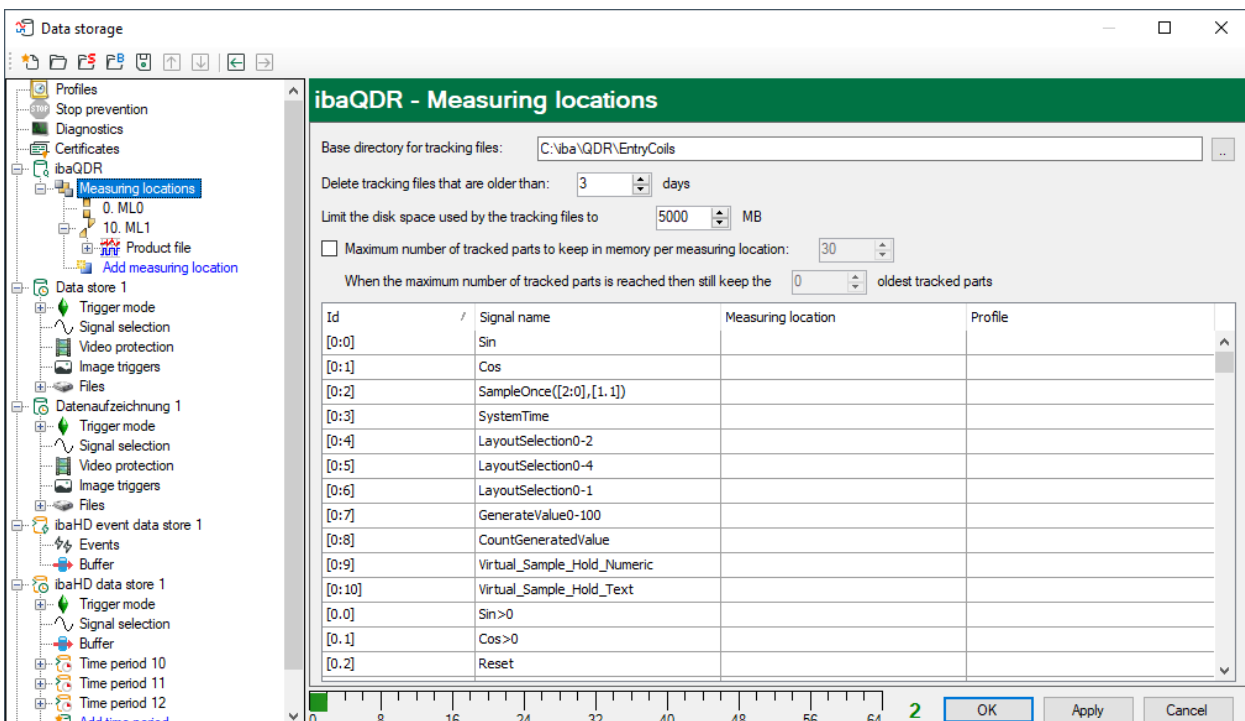 Data storage
Profiles
STOP Stop prevention
Diagnostics
Certificates
ibaQDR
Measuring locations
0. ML0
10. ML1
Product file
Add measuring location
Data store 1
Trigger mode
Signal selection
Video protection
Image triggers
Files
Datenaufzeichnung 1
Trigger mode
Signal selection
Video protection
Image triggers
Files
ibaHD event data store 1
Events
Buffer
ibaHD data store 1
Trigger mode
Signal selection
Buffer
Time period 10
Time period 11
Time period 12
Add time period
ibaQDR - Measuring locations
Base directory for tracking files: C:\iba\QDR\EntryCoils ..
Delete tracking files that are older than: 3 days
Limit the disk space used by the tracking files to 5000 MB
Maximum number of tracked parts to keep in memory per measuring location: 30
When the maximum number of tracked parts is reached then still keep the 0 oldest tracked parts
Id / Signal name Measuring location Profile
[0:0] Sin
[0:1] Cos
[0:2] SampleOnce([2:0],[1.1])
[0:3] SystemTime
[0:4] LayoutSelection0-2
[0:5] LayoutSelection0-4
[0:6] LayoutSelection0-1
[0:7] GenerateValue0-100
[0:8] CountGeneratedValue
[0:9] Virtual_Sample_Hold_Numeric
[0:10] Virtual_Sample_Hold_Text
[0.0] Sin>0
[0.1] Cos>0
[0.2] Reset
0 8 16 24 32 40 48 56 64 2 OK Apply Cancel